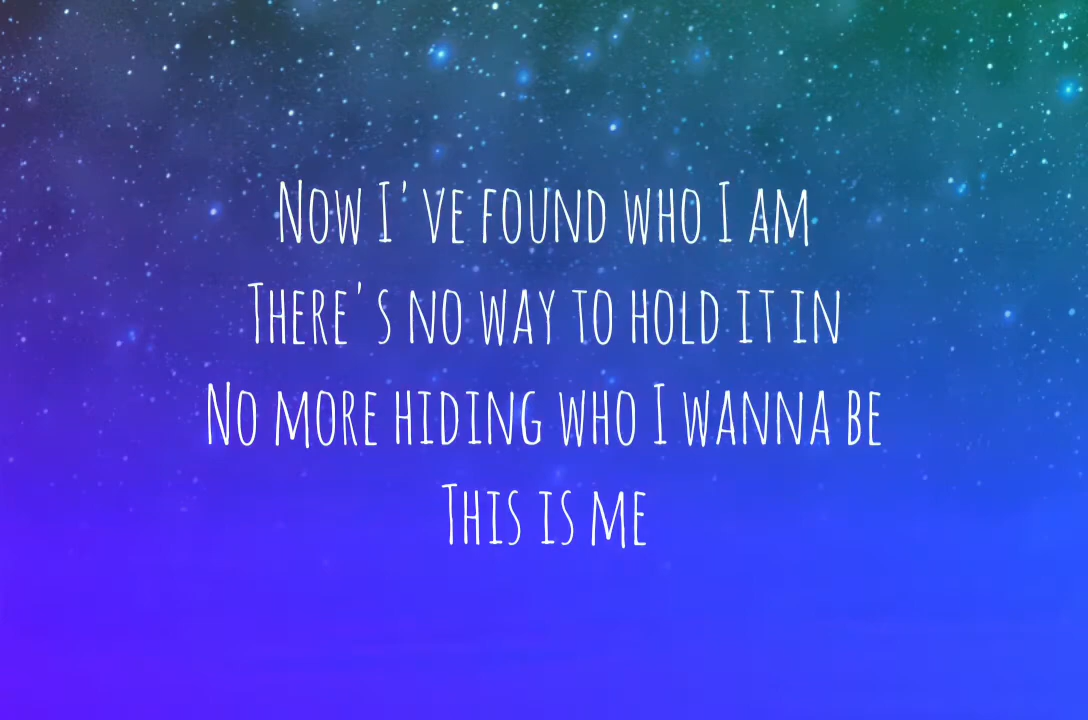 Now I've found who I am
There's no way to hold it in
No more hiding who I wanna be
This is me